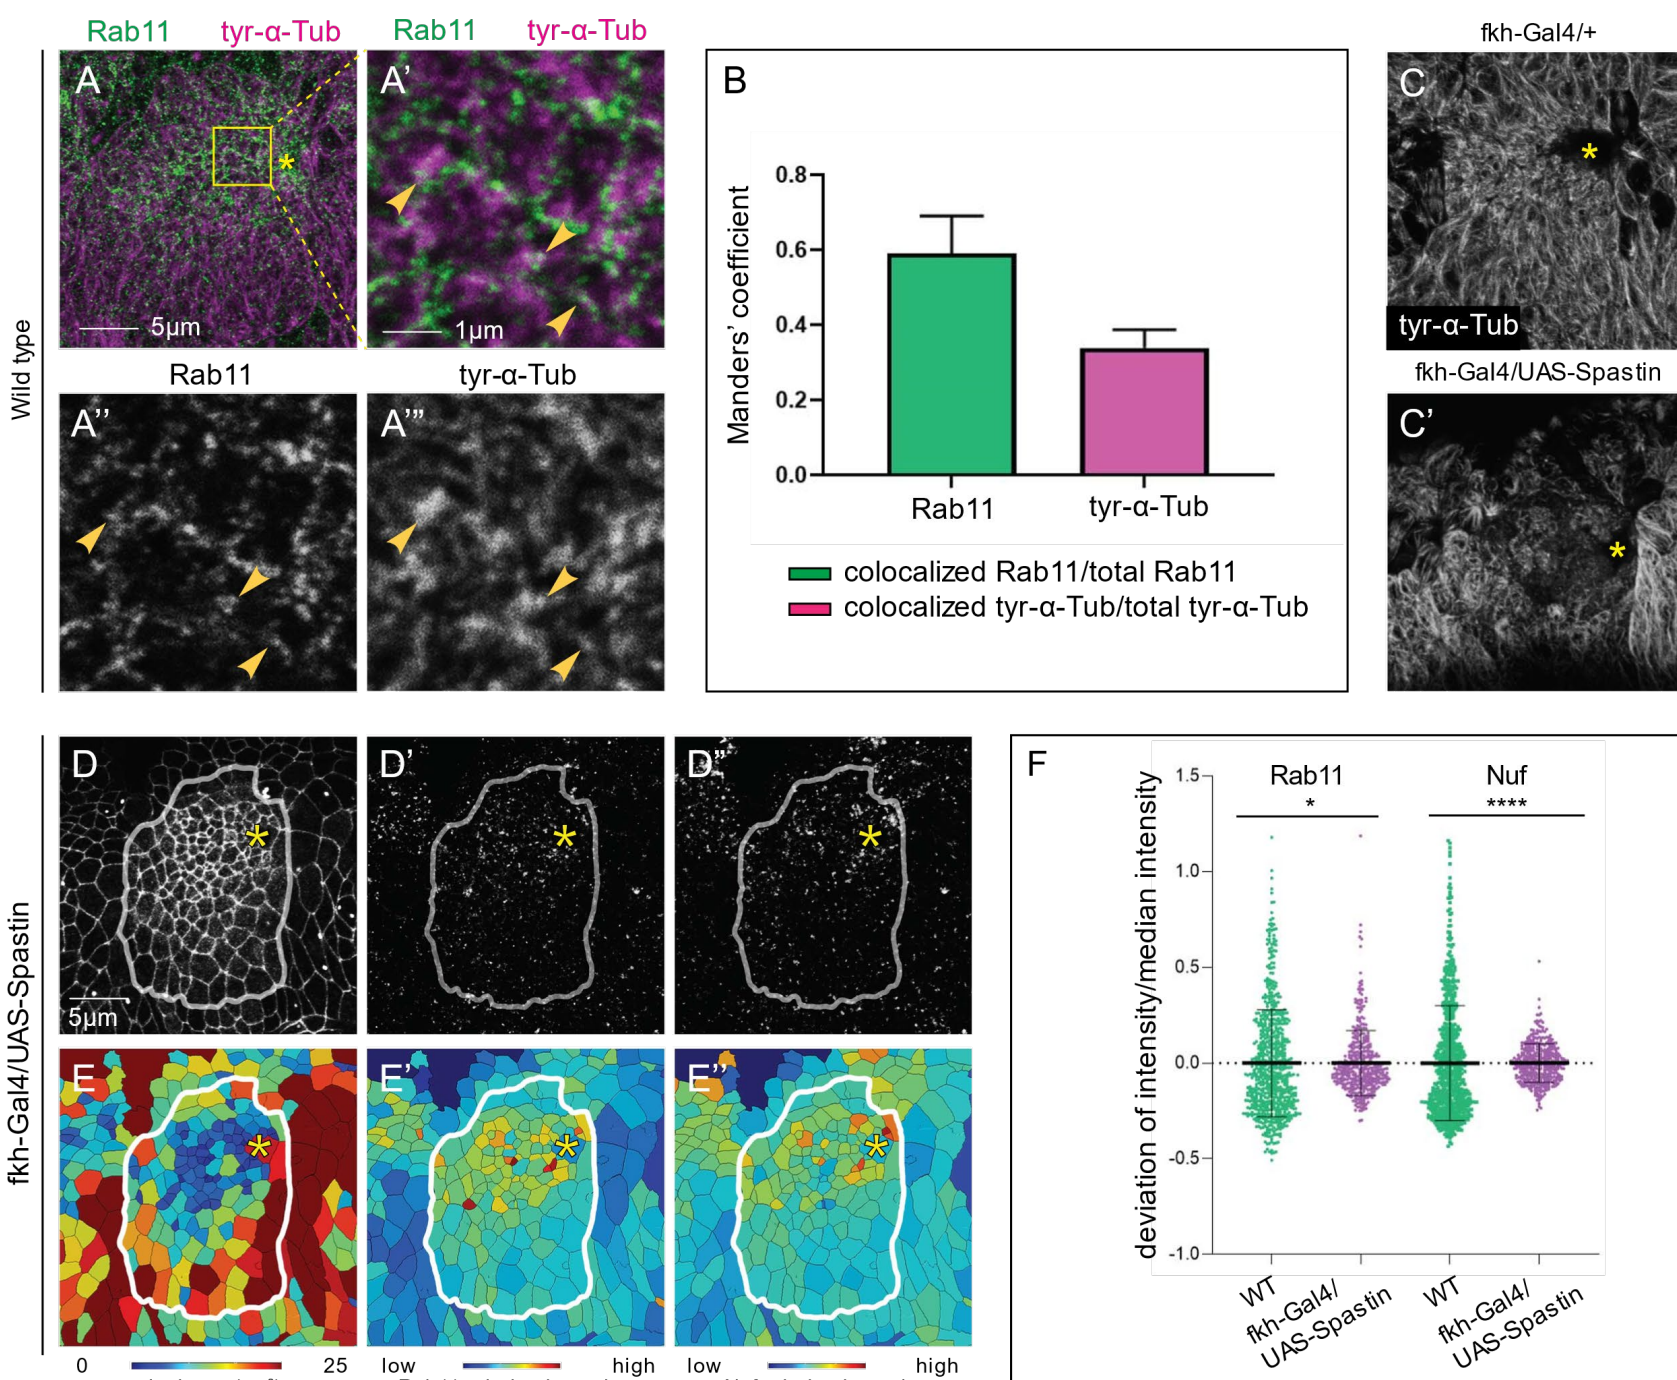 Rab11 tyr-α-Tub Rab11 tyr-α-Tub
A
A’
5µm
1µm
Wild type
Rab11
tyr-α-Tub
A’’
A’’’
B
Manders’ coefficient
0.8
0.6
0.4
0.2
0.0
Rab11
tyr-α-Tub
colocalized Rab11/total Rab11
colocalized tyr-α-Tub/total tyr-α-Tub
fkh-Gal4/+
C
*
tyr-α-Tub
fkh-Gal4/UAS-Spastin
C’
*
fkh-Gal4/UAS-Spastin
D
D’
D’’
5µm
E
E’
E’’
0 25
low high
low high
F
deviation of intensity/median intensity
1.5
1.0
0.5
0.0
-0.5
-1.0
Rab11
*
Nuf
****
WT
fkh-Gal4/
UAS-Spastin
WT
fkh-Gal4/
UAS-Spastin